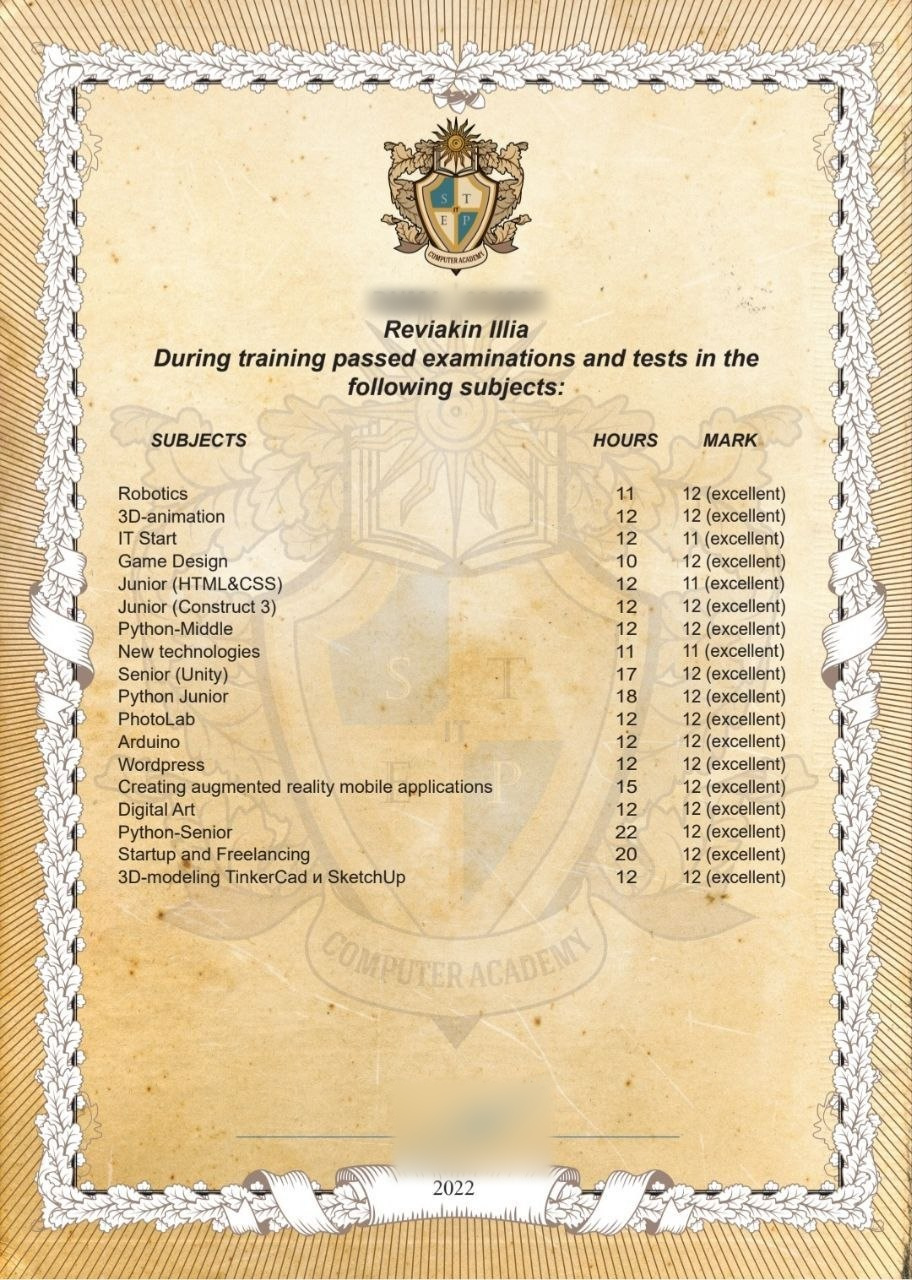 S T
IT
E P
COMPUTER ACADEMY
Reviakin Illia
During training passed examinations and tests in the
following subjects:
SUBJECTS HOURS MARK
Robotics 11 12 (excellent)
3D-animation 12 12 (excellent)
IT Start 12 11 (excellent)
Game Design 10 12 (excellent)
Junior (HTML&CSS) 12 11 (excellent)
Junior (Construct 3) 12 12 (excellent)
Python-Middle 12 12 (excellent)
New technologies 11 11 (excellent)
Senior (Unity) 17 12 (excellent)
Python Junior 18 12 (excellent)
PhotoLab 12 12 (excellent)
Arduino 12 12 (excellent)
Wordpress 12 12 (excellent)
Creating augmented reality mobile applications 15 12 (excellent)
Digital Art 12 12 (excellent)
Python-Senior 22 12 (excellent)
Startup and Freelancing 20 12 (excellent)
3D-modeling TinkerCad и SketchUp 12 12 (excellent)
S T
IT
E P
COMPUTER ACADEMY
2022